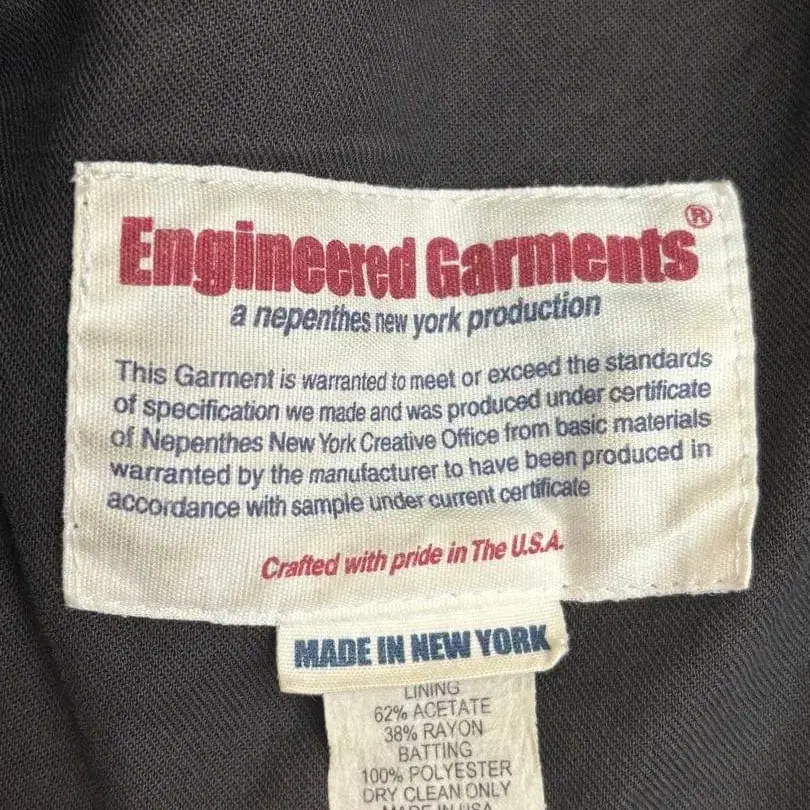 Engineered Garments®
a nepenthes new york production
This Garment is warranted to meet or exceed the standards
of specification we made and was produced under certificate
of Nepenthes New York Creative Office from basic materials
warranted by the manufacturer to have been produced in
accordance with sample under current certificate
Crafted with pride in The U.S.A.
MADE IN NEW YORK
LINING
62% ACETATE
38% RAYON
BATTING
100% POLYESTER
DRY CLEAN ONLY
MADE IN USA